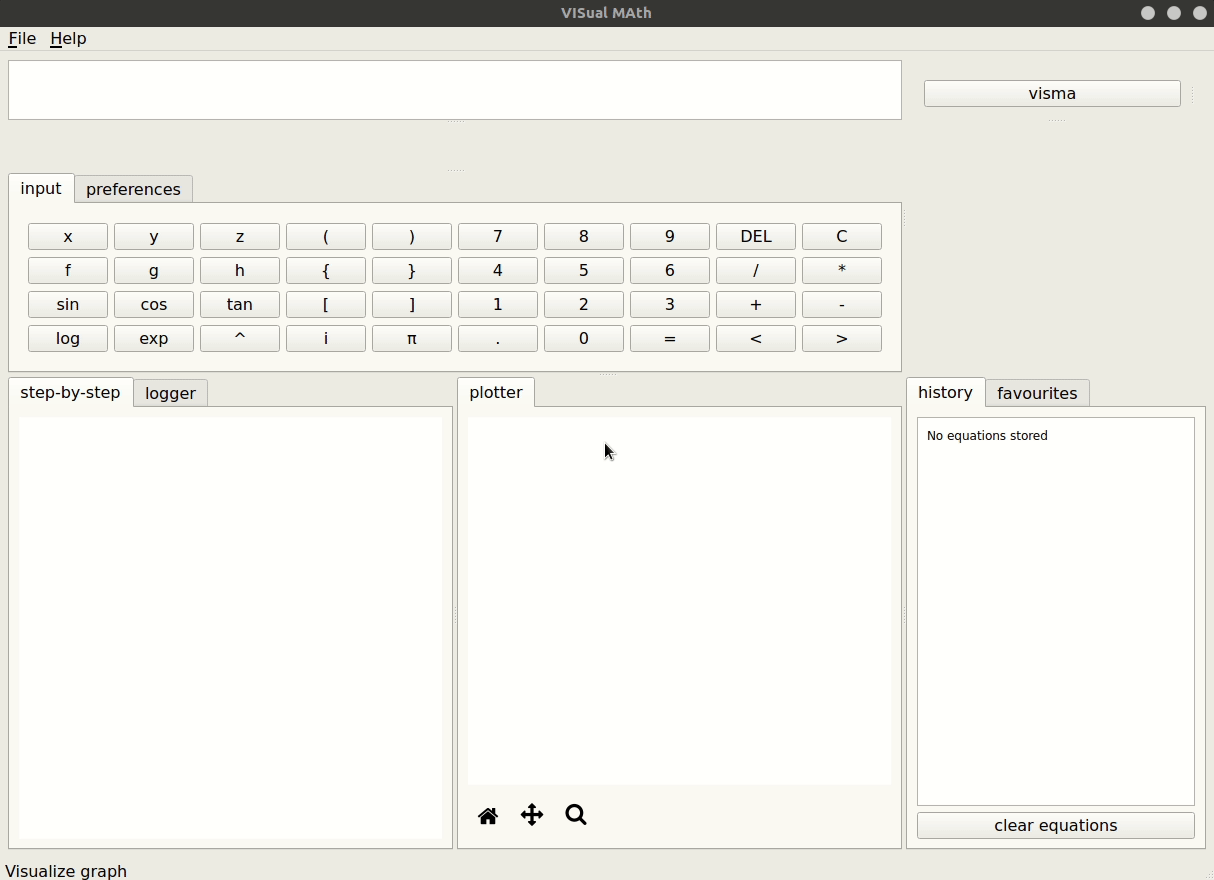 VISual MAth
File Help
visma
input preferences
x y z ( ) 7 8 9 DEL C
f g h { } 4 5 6 / *
sin cos tan [ ] 1 2 3 + -
log exp ^ i π . 0 = < >
step-by-step logger plotter history favourites
No equations stored
clear equations
Visualize graph